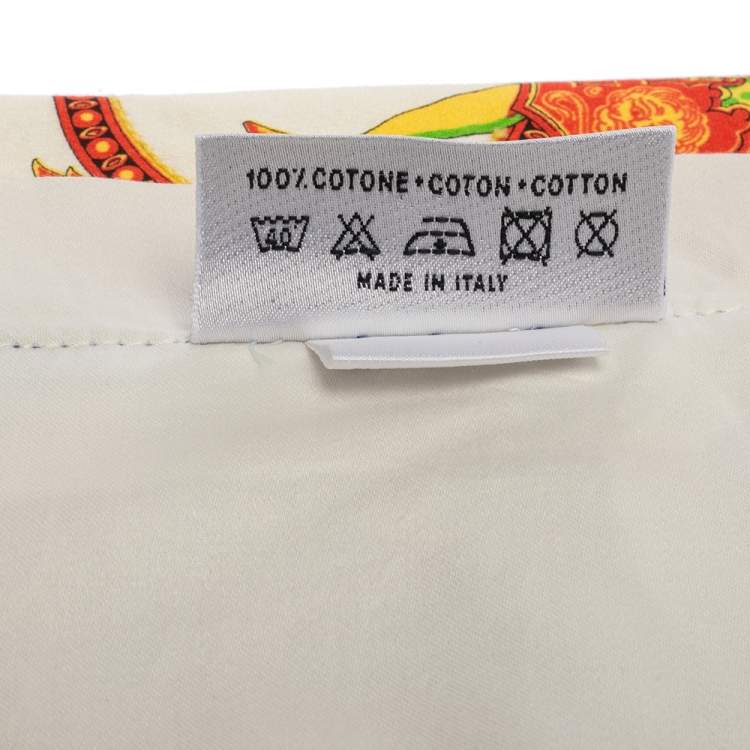 100% COTONE • COTON • COTTON
40
MADE IN ITALY